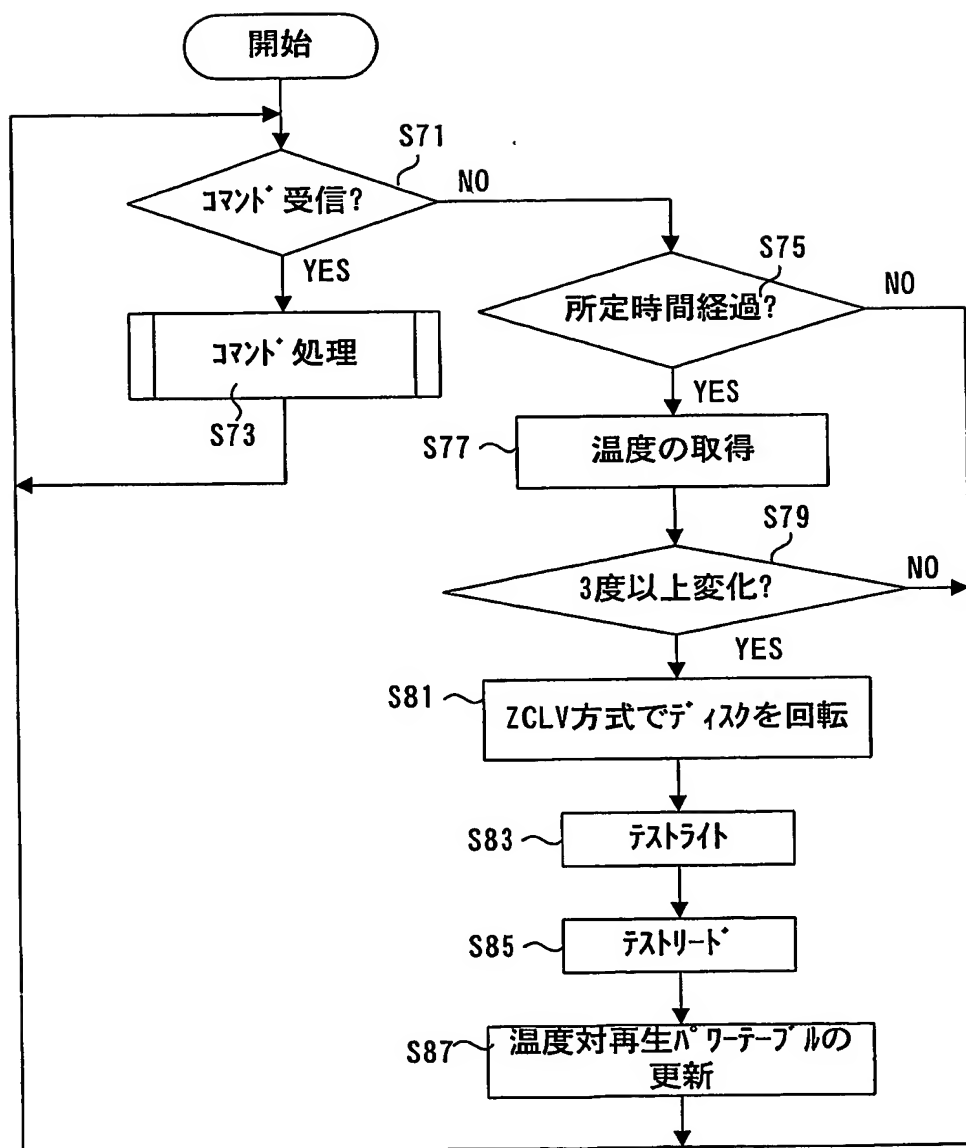 開始
S71
コマンド受信?
NO
YES
コマンド処理
S73
S75
所定時間経過?
NO
YES
S77
温度の取得
S79
3度以上変化?
NO
YES
S81
ZCLV方式でディスクを回転
S83
テストライト
S85
テストリード
S87
温度対再生パワーテーブルの
更新